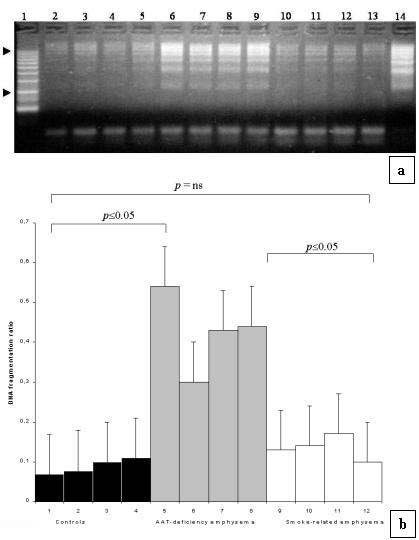 1 2 3 4 5 6 7 8 9 10 11 12 13 14
a
p = ns
p≤0.05
p≤0.05
0,7
0,6
0,5
0,4
0,3
0,2
0,1
0
DNA fragmentation ratio
1 2 3 4 5 6 7 8 9 10 11 12
Controls AAT-deficiency emphysema Smoke-related emphysema
b